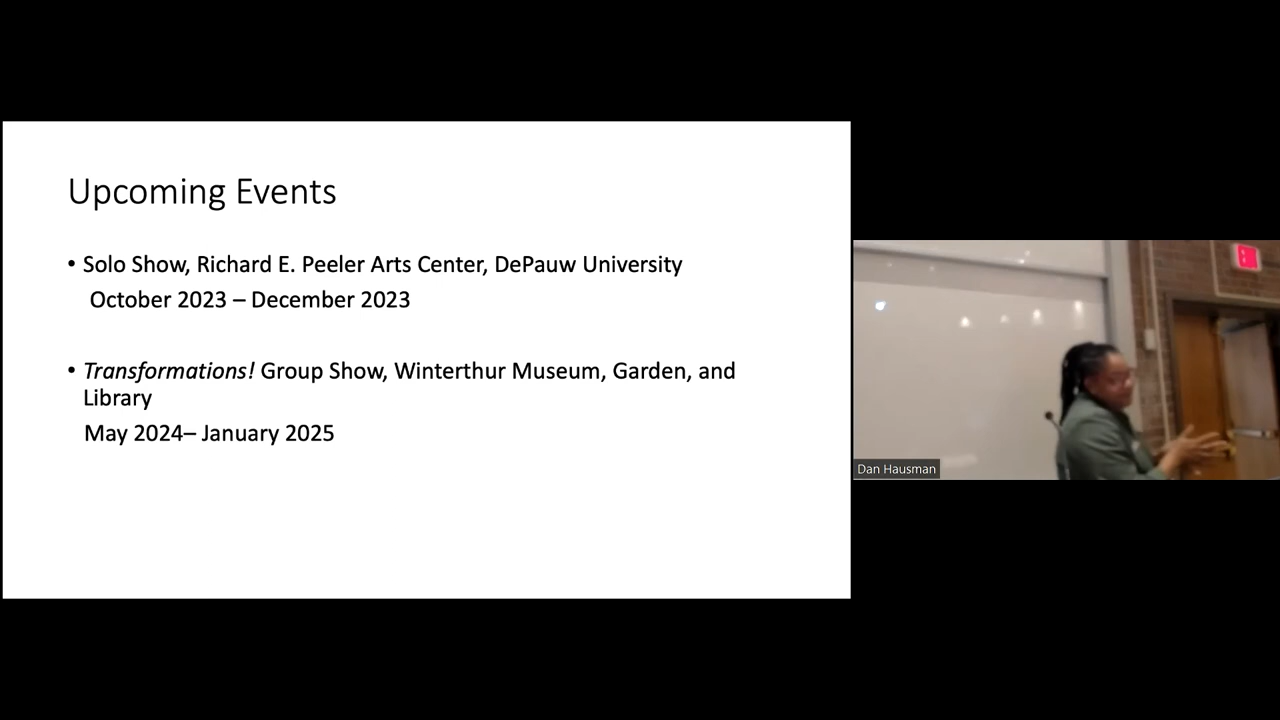 Upcoming Events
• Solo Show, Richard E. Peeler Arts Center, DePauw University
October 2023 – December 2023
• Transformations! Group Show, Winterthur Museum, Garden, and
Library
May 2024– January 2025
Dan Hausman